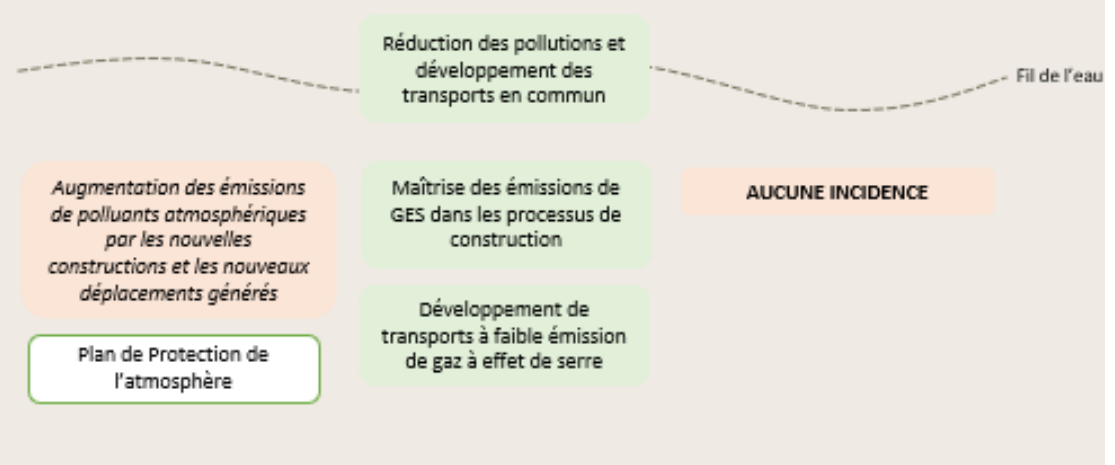 Réduction des pollutions et
développement des
transports en commun
Fil de l'eau
Augmentation des émissions
de polluants atmosphériques
par les nouvelles
constructions et les nouveaux
déplacements générés
Plan de Protection de
l'atmosphère
Maîtrise des émissions de
GES dans les processus de
construction
Développement de
transports à faible émission
de gaz à effet de serre
AUCUNE INCIDENCE